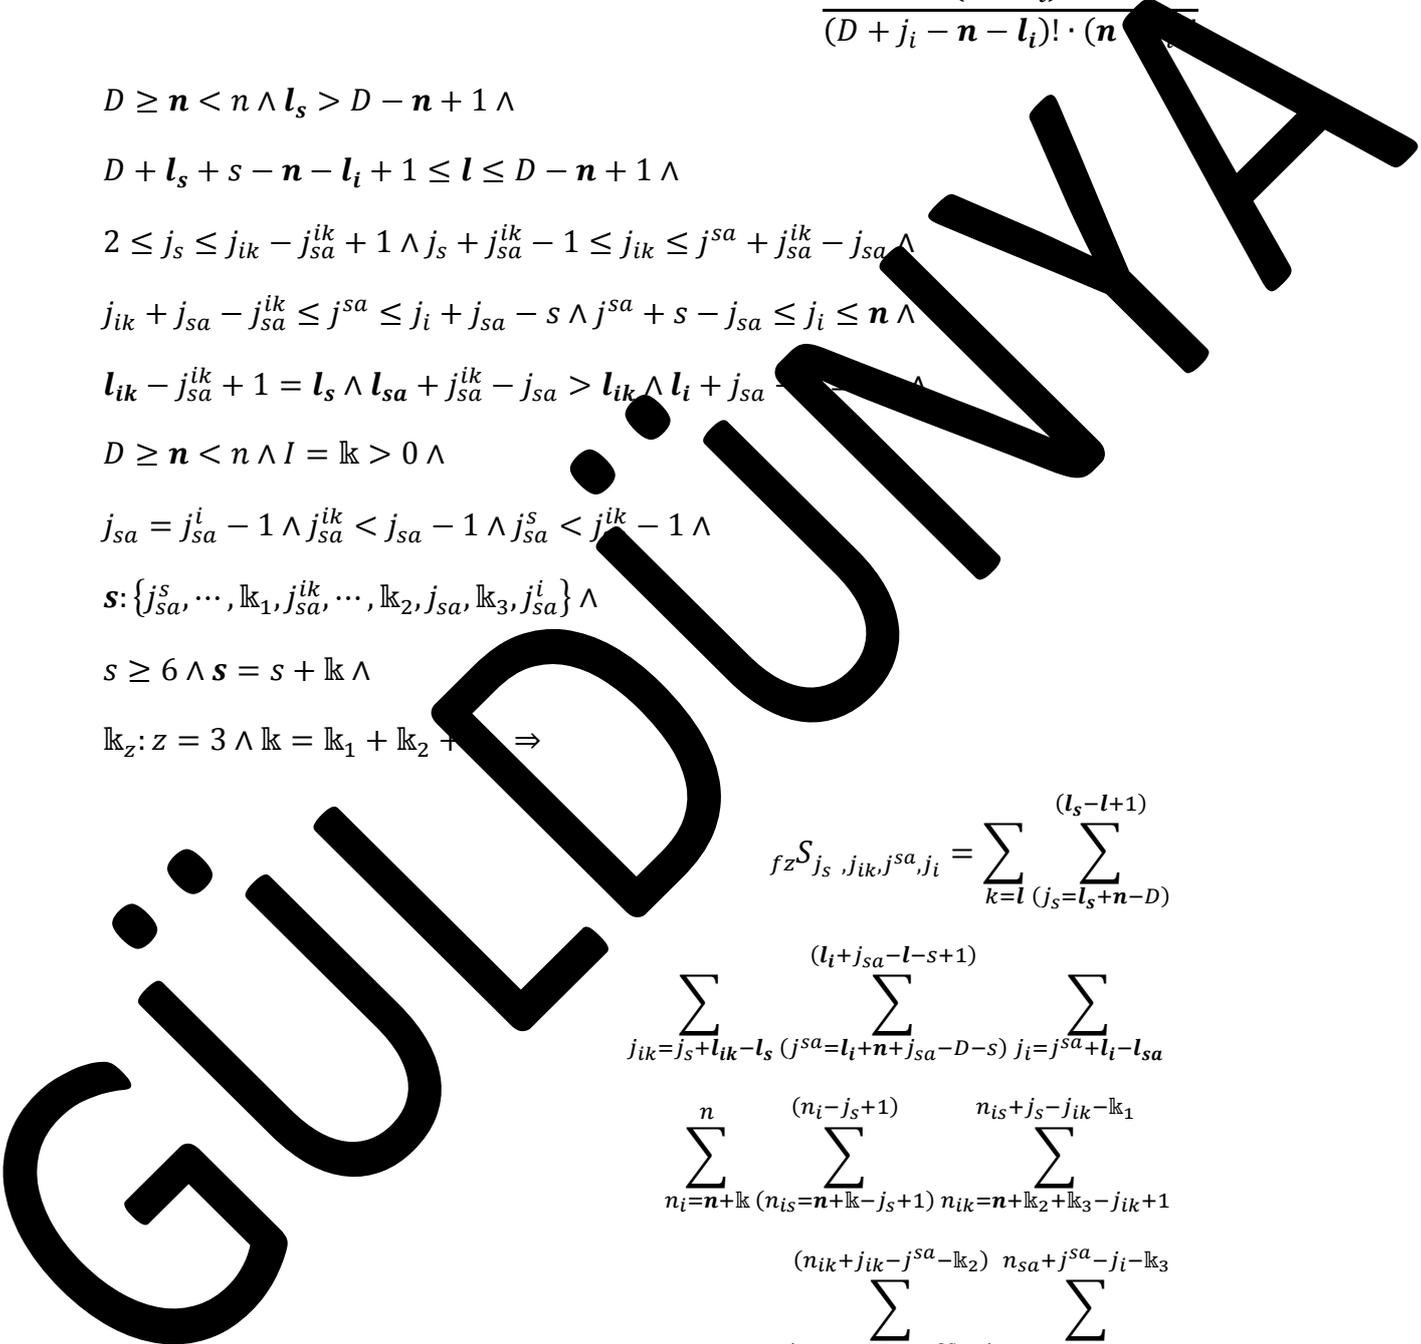 (D + j_i − n − l_i)! · (n
D ≥ n < n ∧ l_s > D − n + 1 ∧
D + l_s + s − n − l_i + 1 ≤ l ≤ D − n + 1 ∧
2 ≤ j_s ≤ j_ik − j_sa^ik + 1 ∧ j_s + j_sa^ik − 1 ≤ j_ik ≤ j^sa + j_sa^ik − j_sa ∧
j_ik + j_sa − j_sa^ik ≤ j^sa ≤ j_i + j_sa − s ∧ j^sa + s − j_sa ≤ j_i ≤ n ∧
l_ik − j_sa^ik + 1 = l_s ∧ l_sa + j_sa^ik − j_sa > l_ik ∧ l_i + j_sa ∧
D ≥ n < n ∧ I = 𝕜 > 0 ∧
j_sa = j_sa^i − 1 ∧ j_sa^ik < j_sa − 1 ∧ j_sa^s < j_sa^ik − 1 ∧
s: {j_sa^s, ⋯ , 𝕜_1, j_sa^ik, ⋯ , 𝕜_2, j_sa, 𝕜_3, j_sa^i} ∧
s ≥ 6 ∧ s = s + 𝕜 ∧
𝕜_z: z = 3 ∧ 𝕜 = 𝕜_1 + 𝕜_2 + ⇒
(l_s−l+1)
fzS_{j_s ,j_ik,j^sa,j_i} = ∑ ∑
k=l (j_s=l_s+n−D)
(l_i+j_sa−l−s+1)
∑ ∑ ∑
j_ik=j_s+l_ik−l_s (j^sa=l_i+n+j_sa−D−s) j_i=j^sa+l_i−l_sa
n (n_i−j_s+1) n_is+j_s−j_ik−𝕜_1
∑ ∑ ∑
n_i=n+𝕜 (n_is=n+𝕜−j_s+1) n_ik=n+𝕜_2+𝕜_3−j_ik+1
(n_ik+j_ik−j^sa−𝕜_2) n_sa+j^sa−j_i−𝕜_3
∑ ∑
GÜLDÜNYA